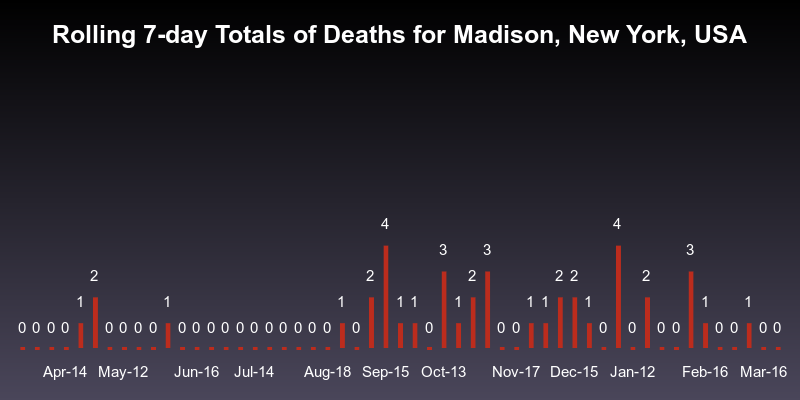 Rolling 7-day Totals of Deaths for Madison, New York, USA
4 4
3 3 3
2 2 2 2 2 2
1 1 1 1 1 1 1 1 1 1 1
0 0 0 0 0 0 0 0 0 0 0 0 0 0 0 0 0 0 0 0 0 0 0 0 0 0 0 0 0 0 0
Apr-14 May-12 Jun-16 Jul-14 Aug-18 Sep-15 Oct-13 Nov-17 Dec-15 Jan-12 Feb-16 Mar-16